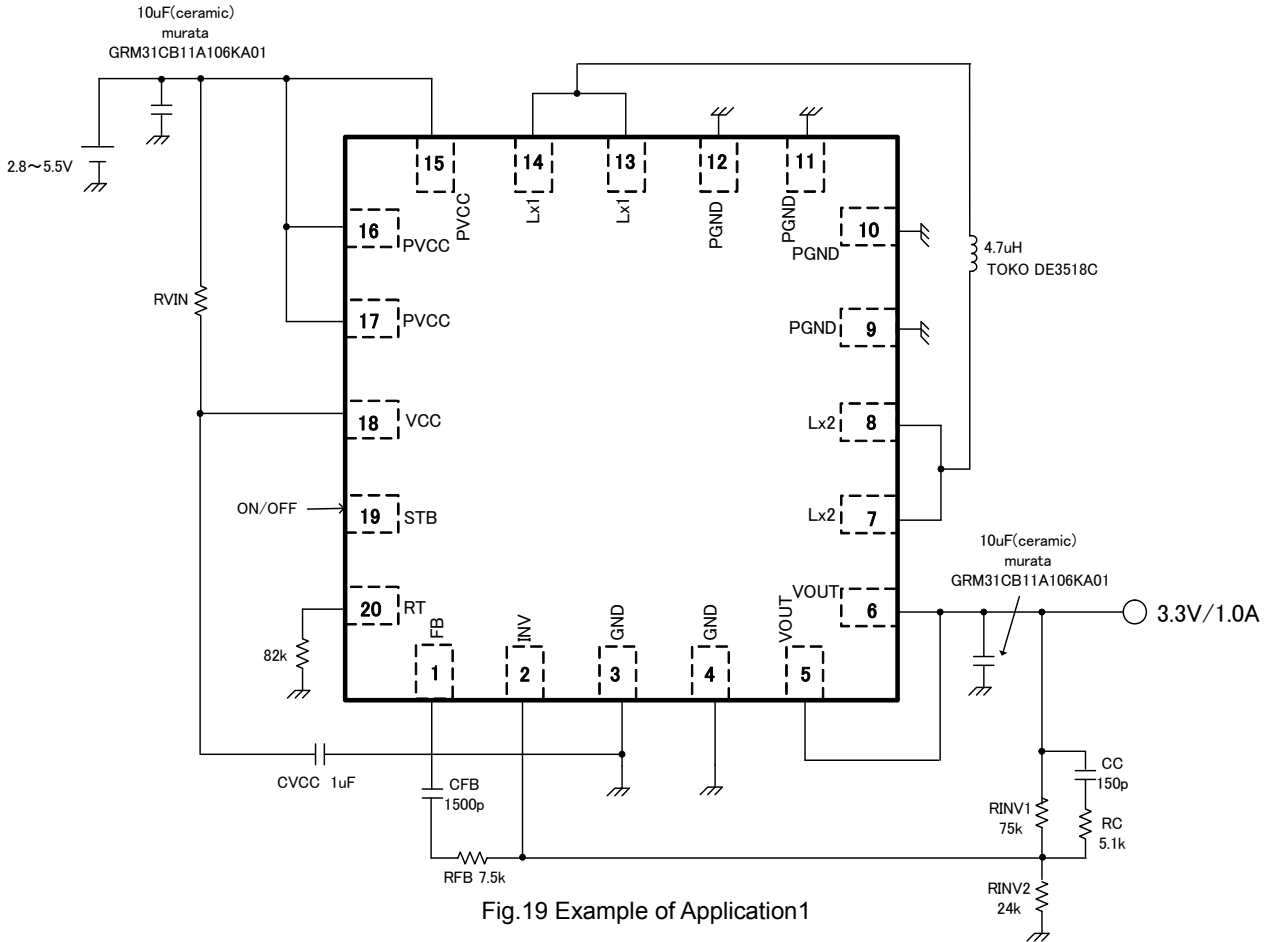 10uF(ceramic)
murata
GRM31CB11A106KA01
2.8～5.5V
15
PVCC
14
Lx1
13
Lx1
12
PGND
11
PGND
10
PGND
16
PVCC
4.7uH
TOKO DE3518C
RVIN
17
PVCC
PGND
9
18
VCC
Lx2
8
ON/OFF
19
STB
Lx2
7
10uF(ceramic)
murata
GRM31CB11A106KA01
20
RT
VOUT
6
3.3V/1.0A
82k
FB
1
INV
2
GND
3
GND
4
VOUT
5
CVCC 1uF
CFB
1500p
CC
150p
RINV1
75k
RC
5.1k
RFB 7.5k
RINV2
24k
Fig.19 Example of Application1